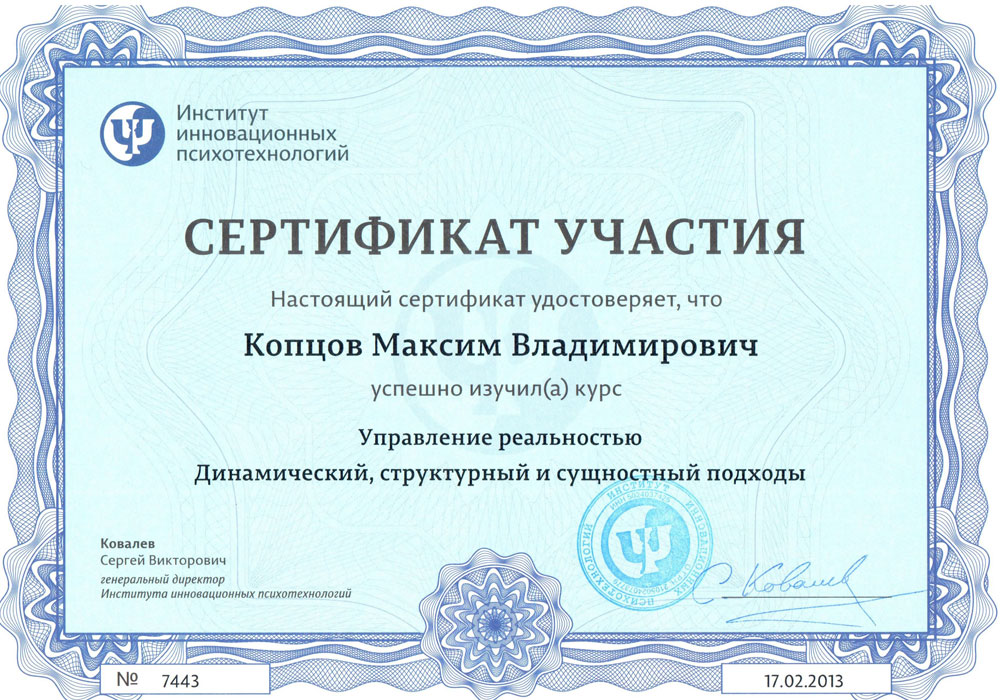 Институт
инновационных
психотехнологий
СЕРТИФИКАТ УЧАСТИЯ
Настоящий сертификат удостоверяет, что
Копцов Максим Владимирович
успешно изучил(а) курс
Управление реальностью
Динамический, структурный и сущностный подходы
Ковалев
Сергей Викторович
генеральный директор
Института инновационных психотехнологий
ИНСТИТУТ ИННОВАЦИОННЫХ ПСИХОТЕХНОЛОГИЙ
С. Ковалев
№ 7443
17.02.2013